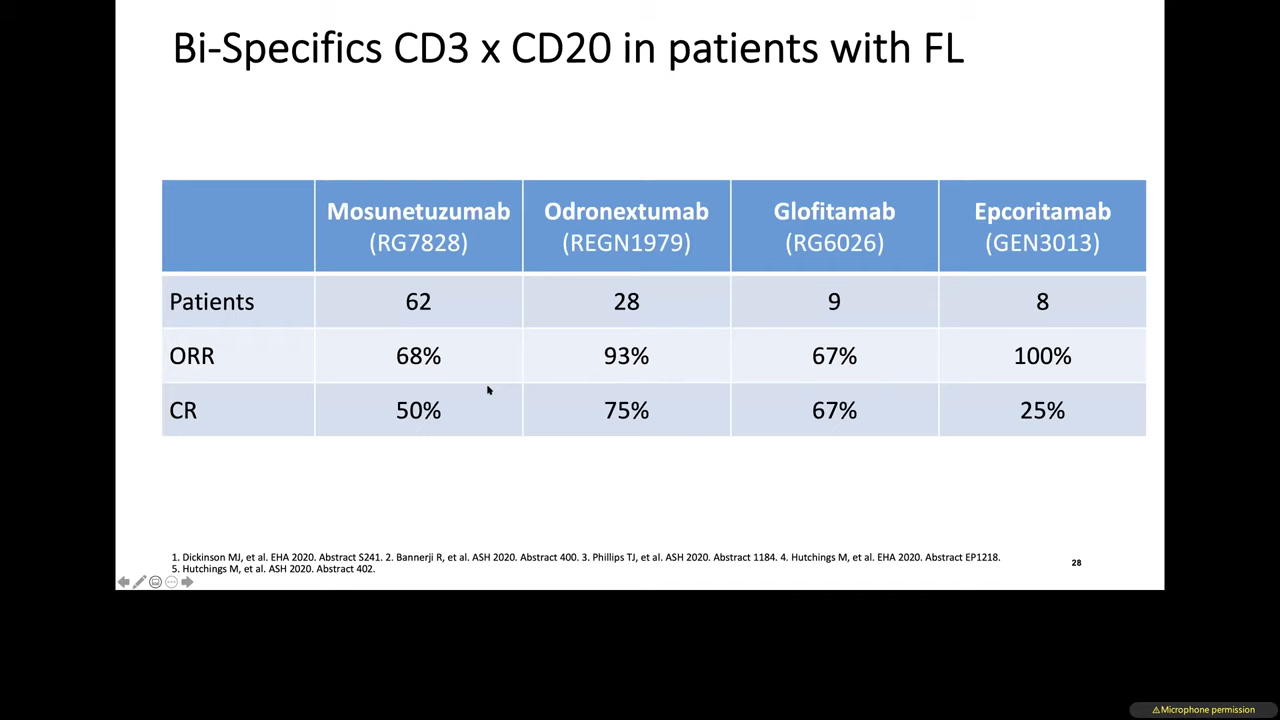 Bi-Specifics CD3 x CD20 in patients with FL
Mosunetuzumab (RG7828) Odronextumab (REGN1979) Glofitamab (RG6026) Epcoritamab (GEN3013)
Patients 62 28 9 8
ORR 68% 93% 67% 100%
CR 50% 75% 67% 25%
1. Dickinson MJ, et al. EHA 2020. Abstract S241. 2. Bannerji R, et al. ASH 2020. Abstract 400. 3. Phillips TJ, et al. ASH 2020. Abstract 1184. 4. Hutchings M, et al. EHA 2020. Abstract EP1218.
5. Hutchings M, et al. ASH 2020. Abstract 402.
28
⚠Microphone permission